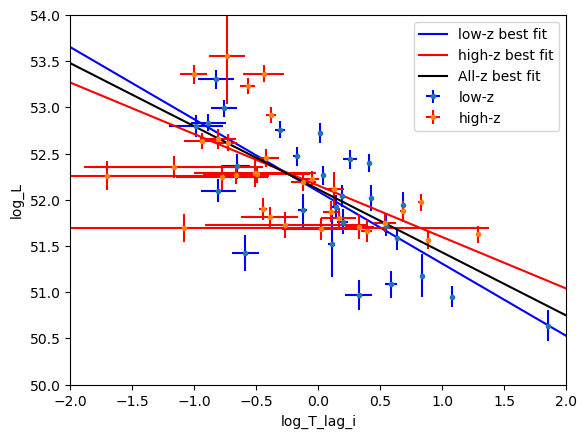 54.0
53.5
53.0
52.5
52.0
51.5
51.0
50.5
50.0
log_L
low-z best fit
high-z best fit
All-z best fit
low-z
high-z
−2.0 −1.5 −1.0 −0.5 0.0 0.5 1.0 1.5 2.0
log_T_lag_i